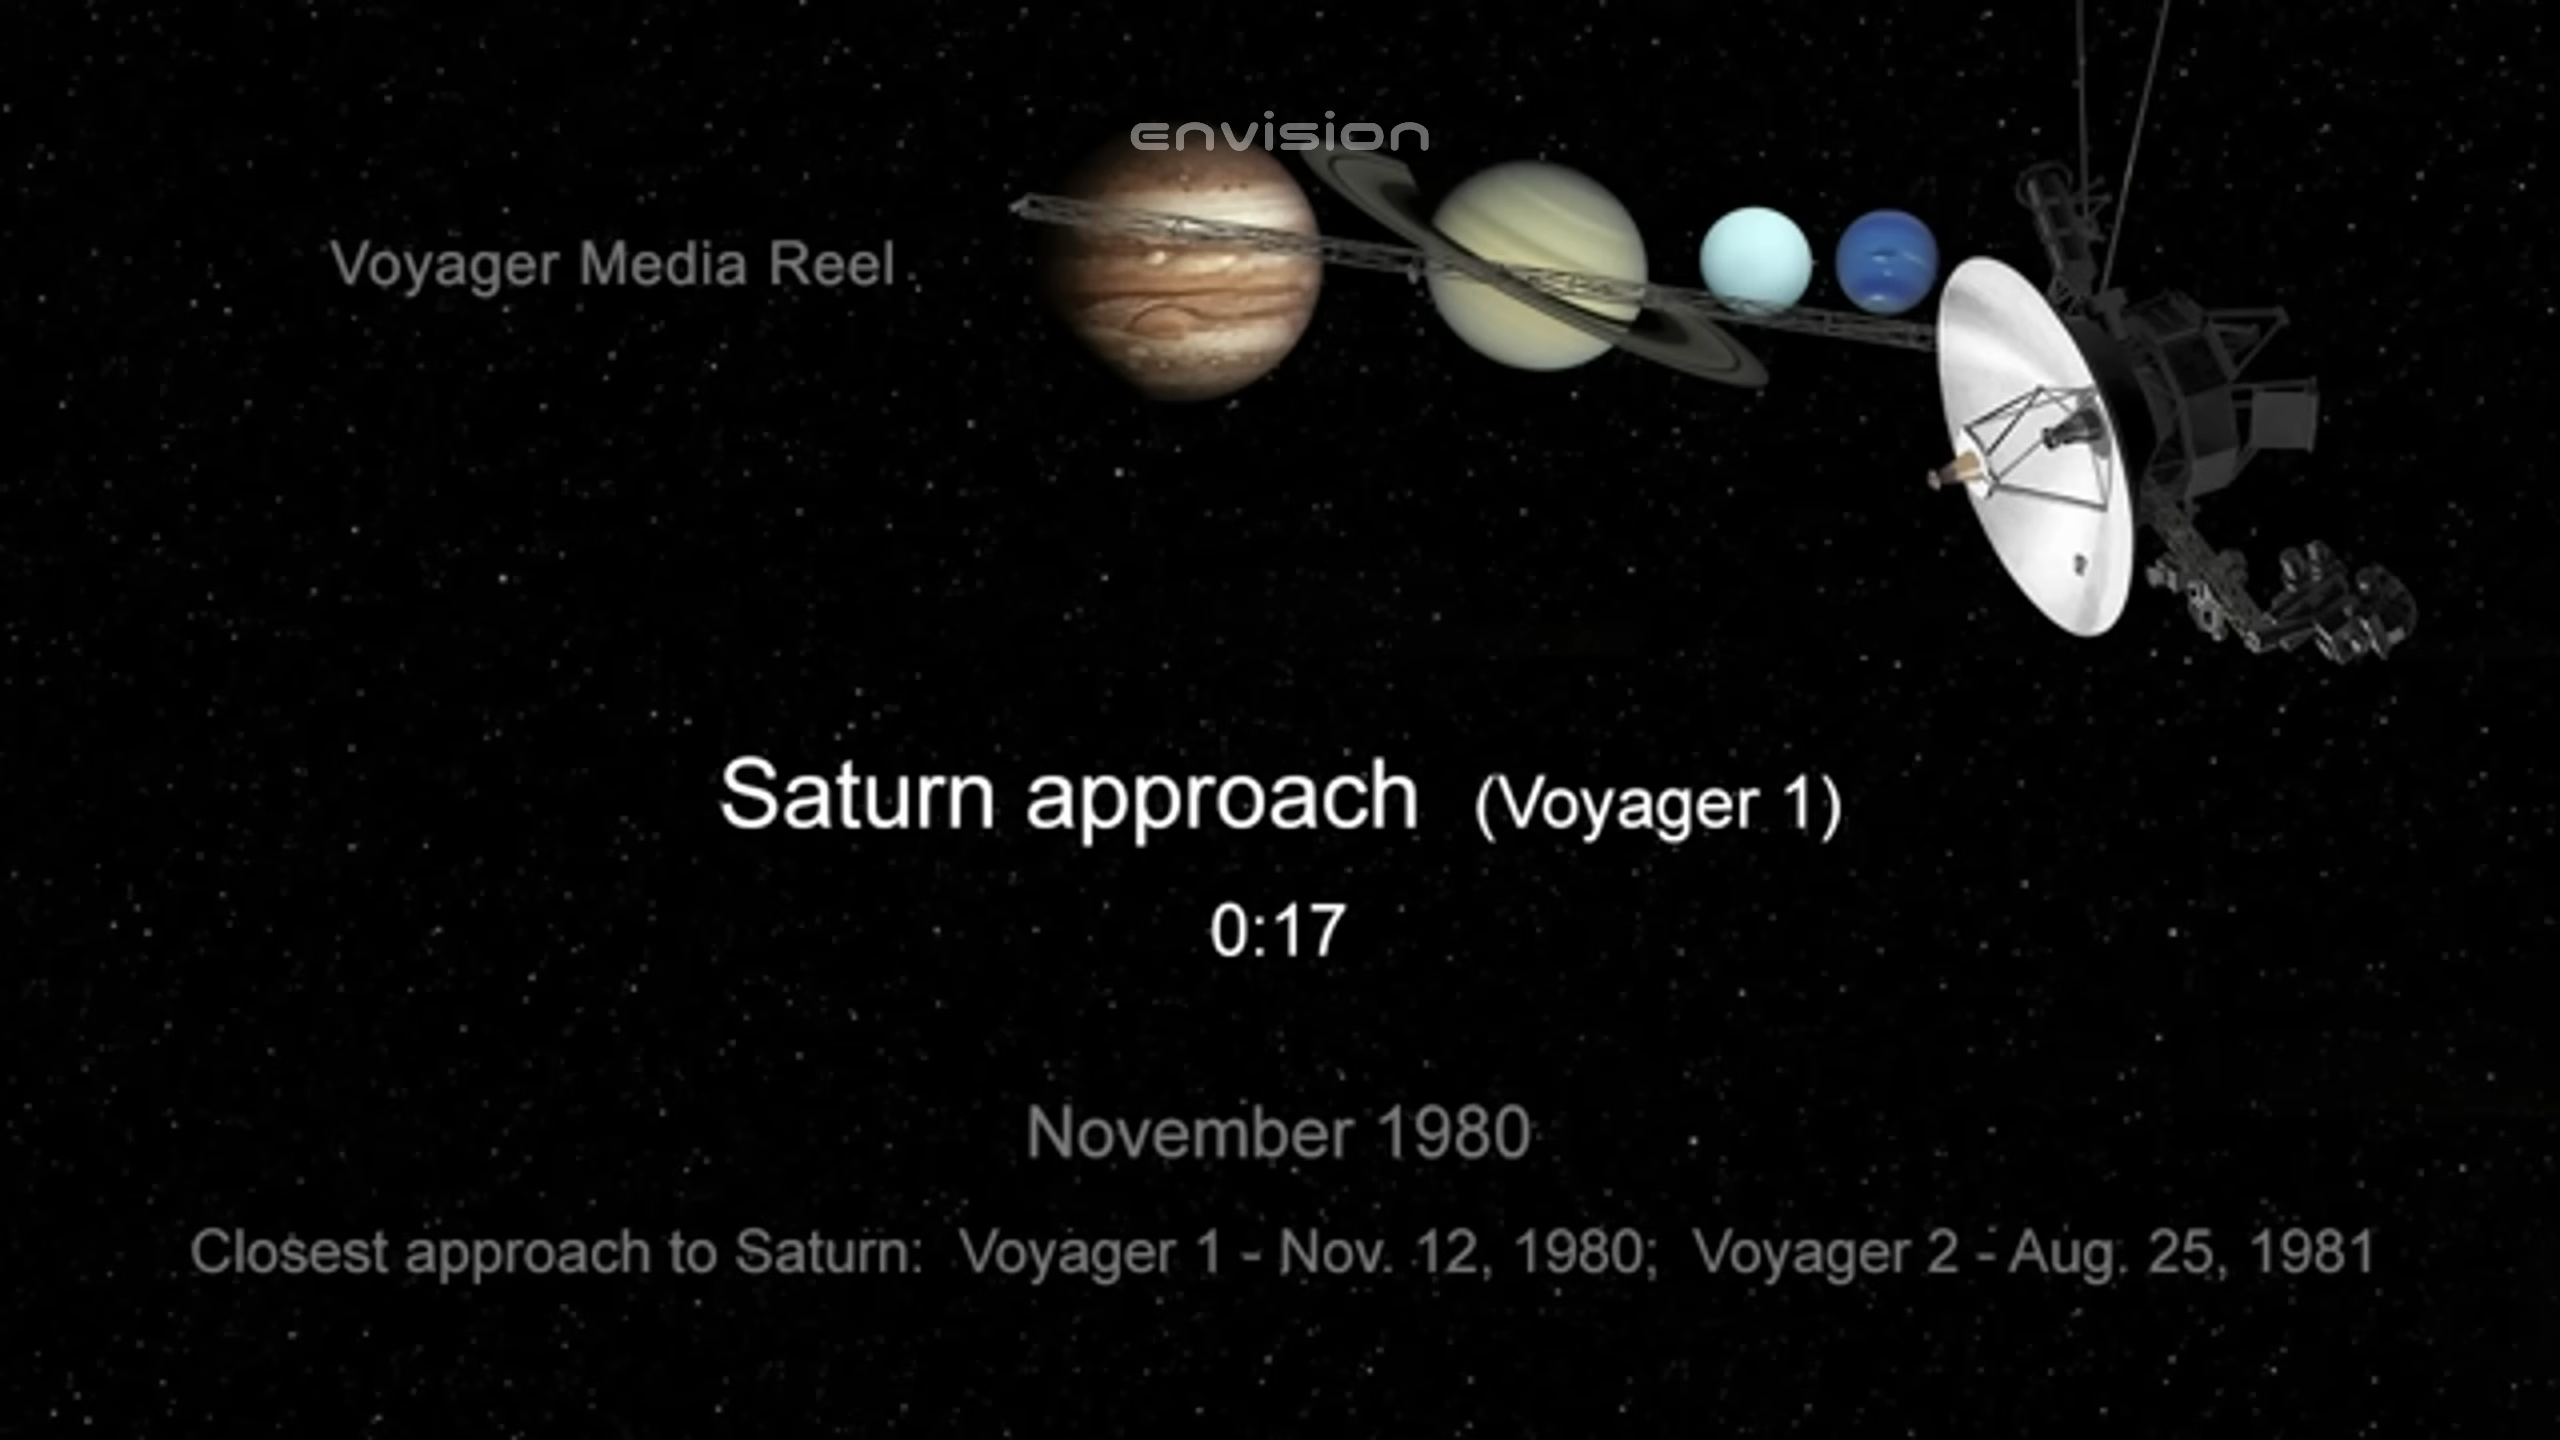 envision
Voyager Media Reel
Saturn approach (Voyager 1)
0:17
November 1980
Closest approach to Saturn: Voyager 1 - Nov. 12, 1980; Voyager 2 - Aug. 25, 1981